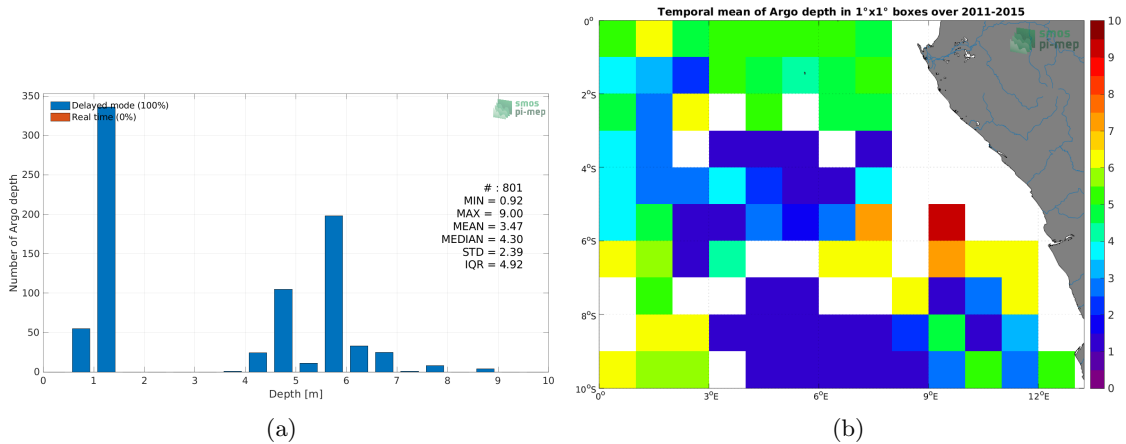 Delayed mode (100%)
Real time (0%)
smos
pi-mep
# : 801
MIN = 0.92
MAX = 9.00
MEAN = 3.47
MEDIAN = 4.30
STD = 2.39
IQR = 4.92
Number of Argo depth
350
300
250
200
150
100
50
0
0 1 2 3 4 5 6 7 8 9 10
Depth [m]
(a)
Temporal mean of Argo depth in 1°x1° boxes over 2011-2015
smos
pi-mep
0°
2°S
4°S
6°S
8°S
10°S
0° 3°E 6°E 9°E 12°E
10
9
8
7
6
5
4
3
2
1
0
(b)